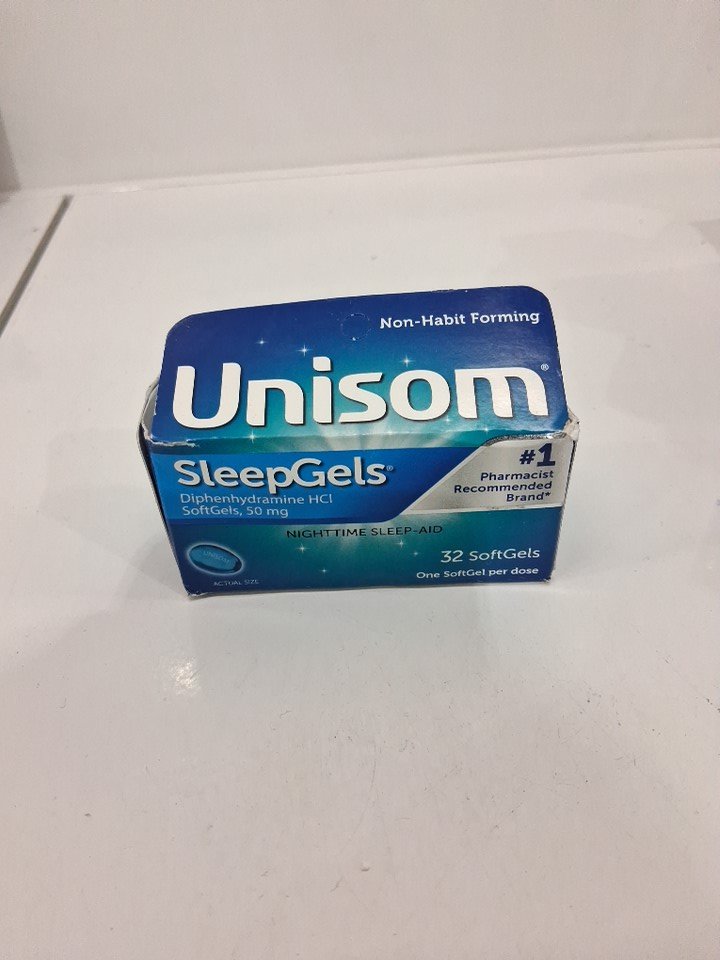 Non-Habit Forming
Unisom®
SleepGels®
Diphenhydramine HCl
SoftGels, 50 mg
#1
Pharmacist
Recommended
Brand*
NIGHTTIME SLEEP-AID
UNISOM
ACTUAL SIZE
32 SoftGels
One SoftGel per dose